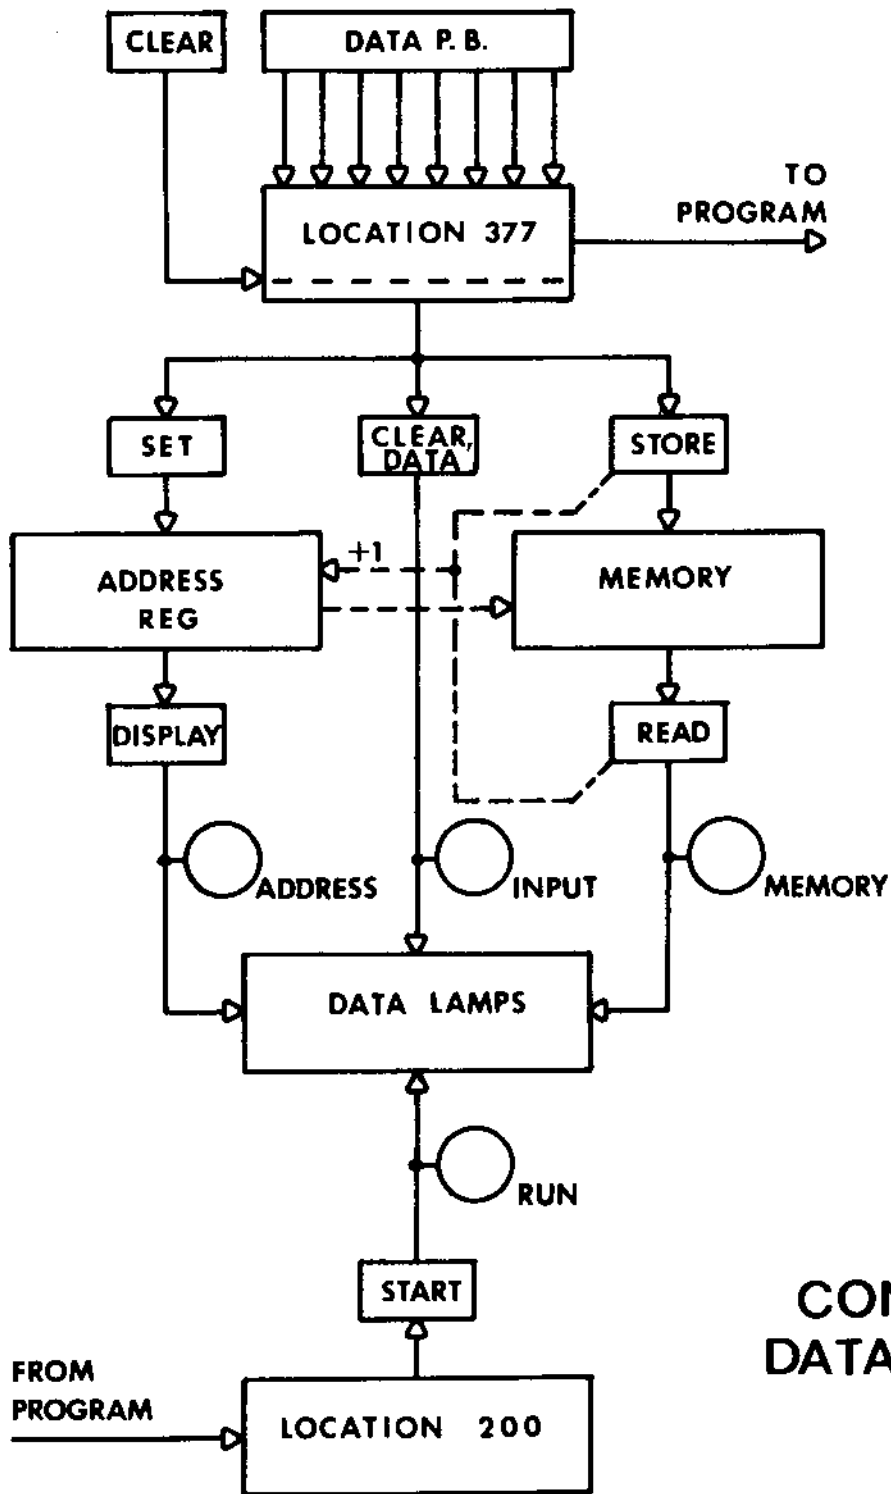 CLEAR
DATA P.B.
TO
PROGRAM
LOCATION 377
SET
CLEAR,
DATA
STORE
+1
ADDRESS
REG
MEMORY
DISPLAY
READ
ADDRESS
INPUT
MEMORY
DATA LAMPS
RUN
START
FROM
PROGRAM
LOCATION 200
DATA